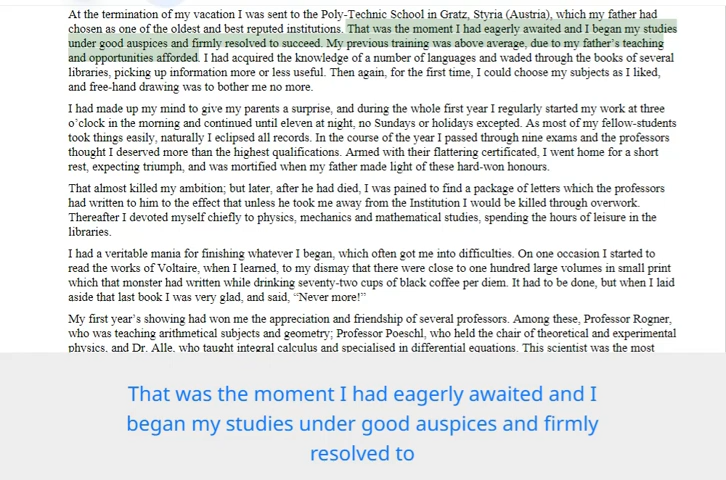 At the termination of my vacation I was sent to the Poly-Technic School in Gratz, Styria (Austria), which my father had
chosen as one of the oldest and best reputed institutions. That was the moment I had eagerly awaited and I began my studies
under good auspices and firmly resolved to succeed. My previous training was above average, due to my father's teaching
and opportunities afforded. I had acquired the knowledge of a number of languages and waded through the books of several
libraries, picking up information more or less useful. Then again, for the first time, I could choose my subjects as I liked,
and free-hand drawing was to bother me no more.
I had made up my mind to give my parents a surprise, and during the whole first year I regularly started my work at three
o'clock in the morning and continued until eleven at night, no Sundays or holidays excepted. As most of my fellow-students
took things easily, naturally I eclipsed all records. In the course of the year I passed through nine exams and the professors
thought I deserved more than the highest qualifications. Armed with their flattering certificated, I went home for a short
rest, expecting triumph, and was mortified when my father made light of these hard-won honours.
That almost killed my ambition; but later, after he had died, I was pained to find a package of letters which the professors
had written to him to the effect that unless he took me away from the Institution I would be killed through overwork.
Thereafter I devoted myself chiefly to physics, mechanics and mathematical studies, spending the hours of leisure in the
libraries.
I had a veritable mania for finishing whatever I began, which often got me into difficulties. On one occasion I started to
read the works of Voltaire, when I learned, to my dismay that there were close to one hundred large volumes in small print
which that monster had written while drinking seventy-two cups of black coffee per diem. It had to be done, but when I laid
aside that last book I was very glad, and said, “Never more!”
My first year's showing had won me the appreciation and friendship of several professors. Among these, Professor Rogner,
who was teaching arithmetical subjects and geometry; Professor Poeschl, who held the chair of theoretical and experimental
physics, and Dr. Alle, who taught integral calculus and specialised in differential equations. This scientist was the most
That was the moment I had eagerly awaited and I
began my studies under good auspices and firmly
resolved to